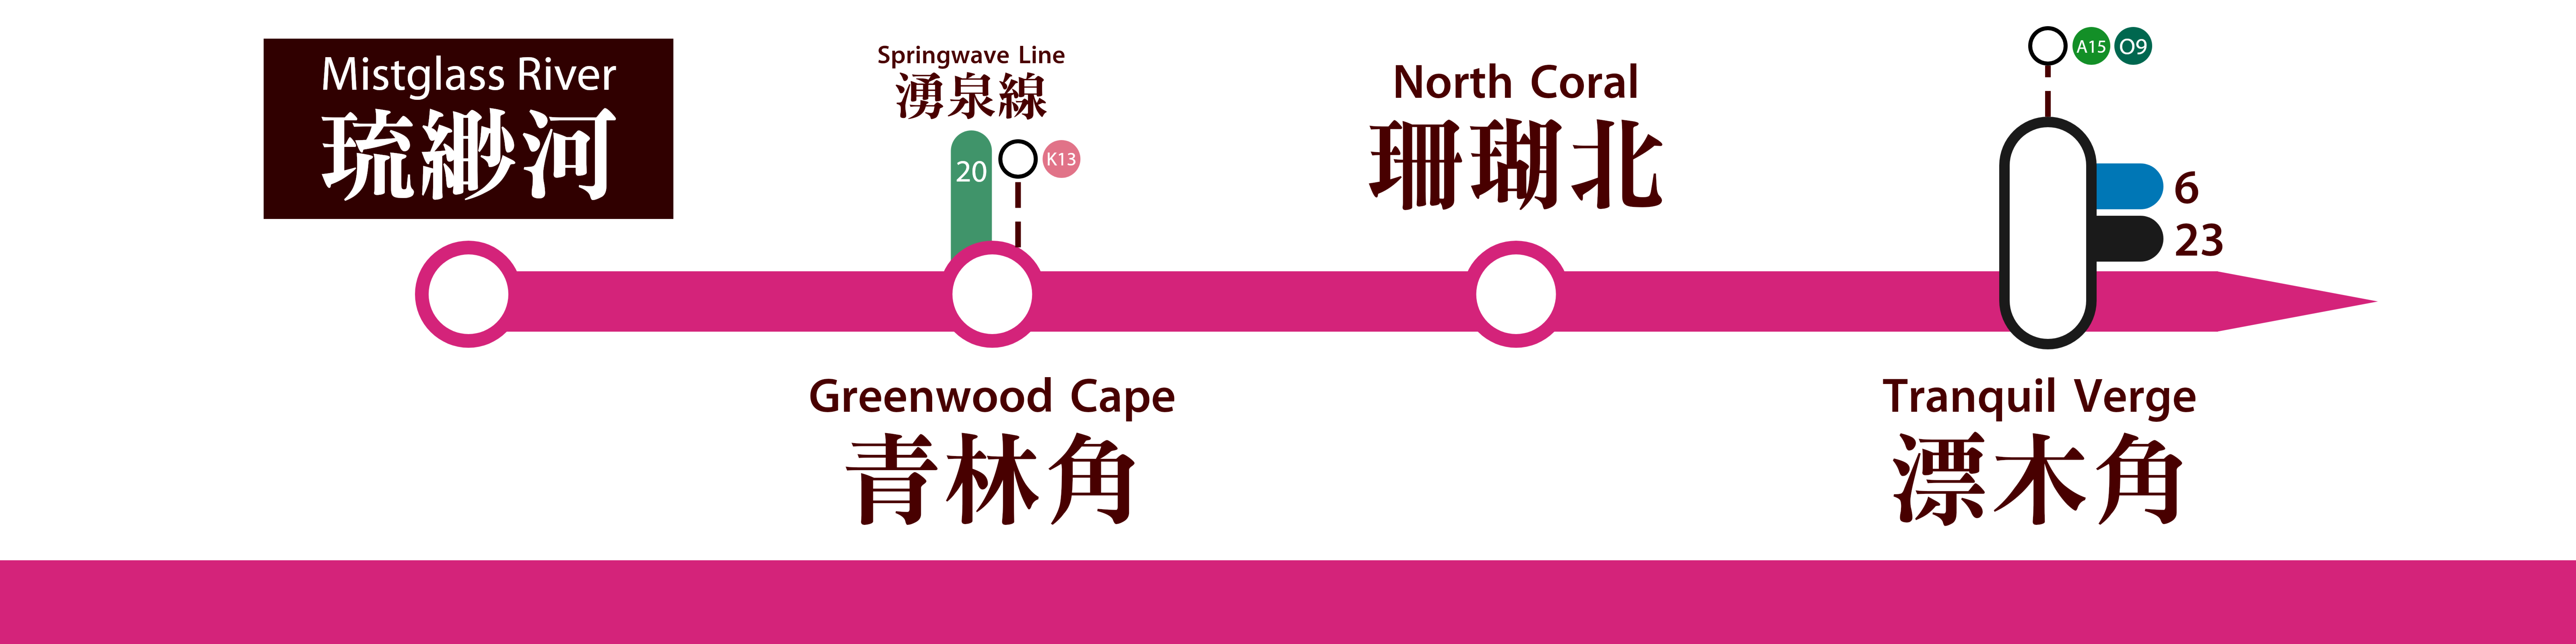 Mistglass River
琉緲河
Springwave Line
湧泉線
20
K13
Greenwood Cape
青林角
North Coral
珊瑚北
A15
O9
6
23
Tranquil Verge
漂木角